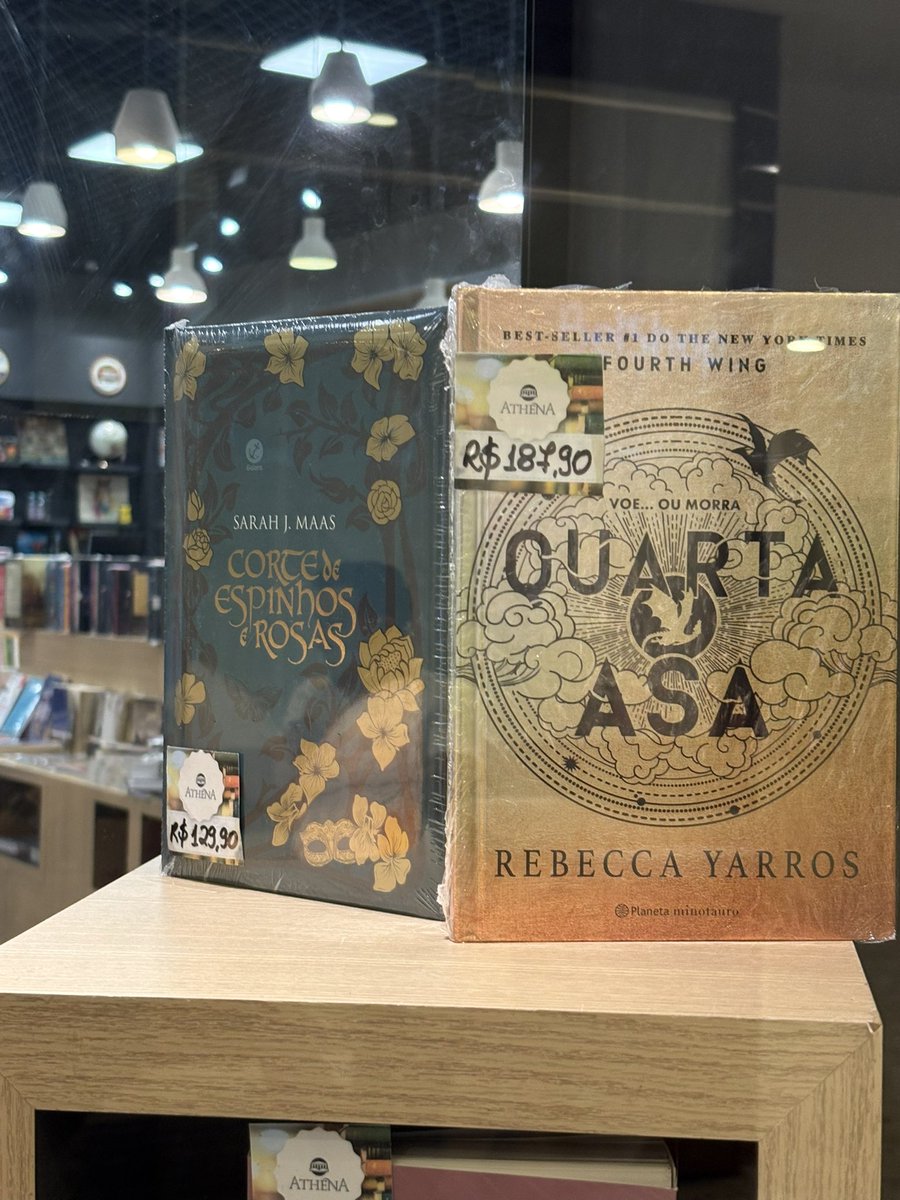 Galera
SARAH J. MAAS
CORTE de
ESPINHOS
e ROSAS
ATHENA
R$ 129,90
BEST-SELLER #1 DO THE NEW YORK TIMES
FOURTH WING
ATHENA
R$ 187,90
VOE... OU MORRA
QUARTA
ASA
REBECCA YARROS
Planeta minotauro
ATHENA